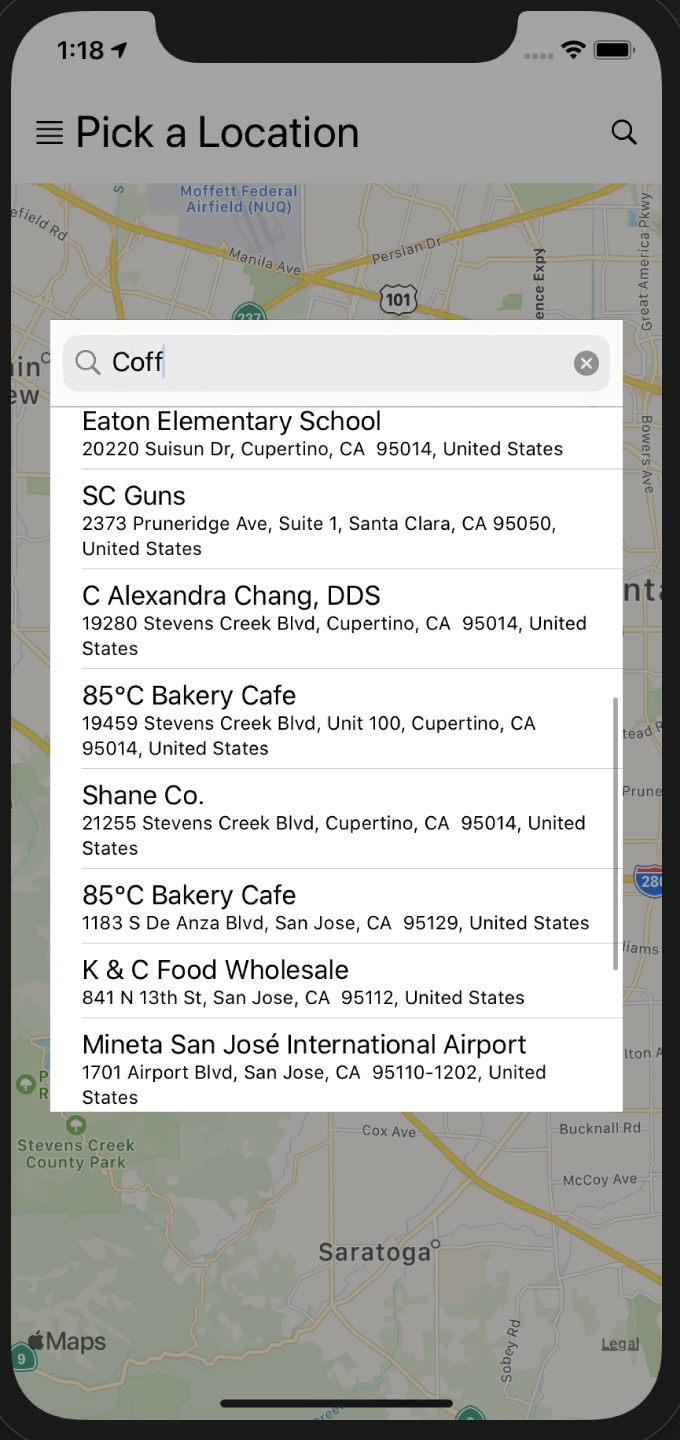 1:18
Pick a Location
Moffett Federal
Airfield (NUQ)
efield Rd
Manila Ave
Persian Dr
Great America Pkwy
101
237
Coff
Bowers Ave
Eaton Elementary School
20220 Suisun Dr, Cupertino, CA  95014, United States
SC Guns
2373 Pruneridge Ave, Suite 1, Santa Clara, CA 95050,
United States
C Alexandra Chang, DDS
19280 Stevens Creek Blvd, Cupertino, CA  95014, United
States
85°C Bakery Cafe
19459 Stevens Creek Blvd, Unit 100, Cupertino, CA
95014, United States
Shane Co.
21255 Stevens Creek Blvd, Cupertino, CA  95014, United
States
85°C Bakery Cafe
1183 S De Anza Blvd, San Jose, CA  95129, United States
K & C Food Wholesale
841 N 13th St, San Jose, CA  95112, United States
Mineta San José International Airport
1701 Airport Blvd, San Jose, CA  95110-1202, United
States
Prune
280
lton A
Stevens Creek
County Park
Cox Ave
Bucknall Rd
McCoy Ave
Saratoga
Sobey Rd
Maps
Legal
9